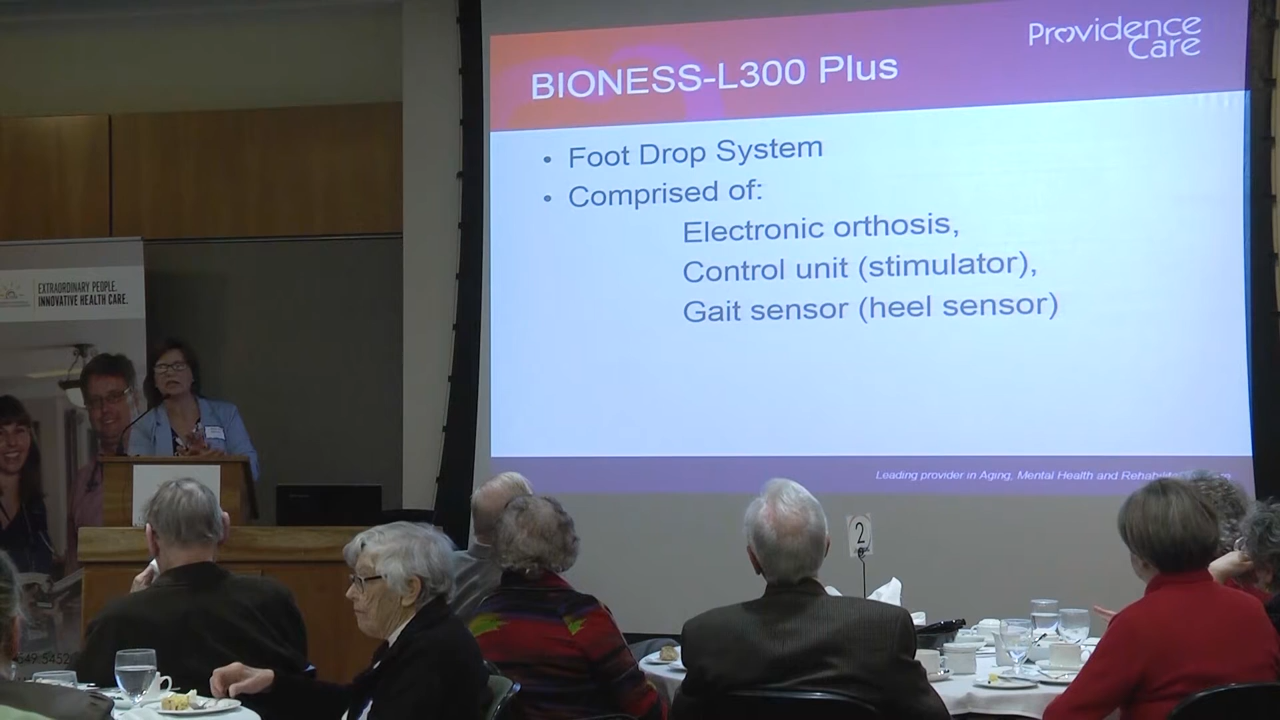 Providence
Care
BIONESS-L300 Plus
• Foot Drop System
• Comprised of:
Electronic orthosis,
Control unit (stimulator),
Gait sensor (heel sensor)
Leading provider in Aging, Mental Health and
EXTRAORDINARY PEOPLE.
INNOVATIVE HEALTH CARE.
2